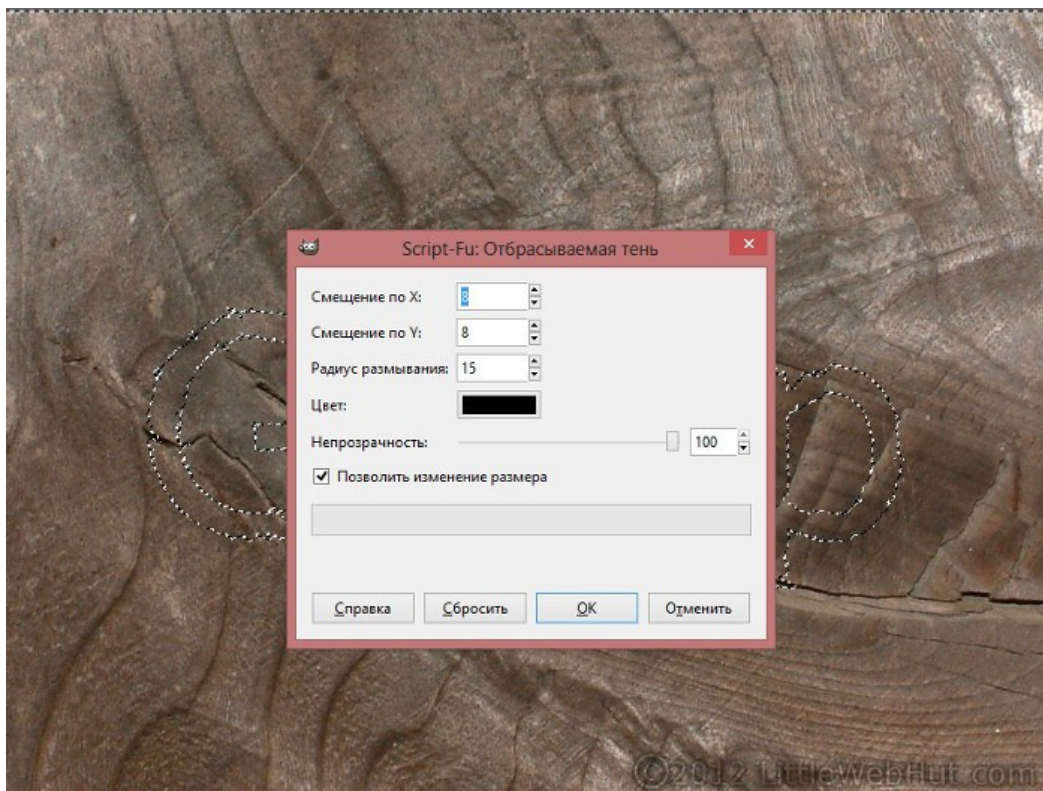 Script-Fu: Отбрасываемая тень
Смещение по X: 8
Смещение по Y: 8
Радиус размывания: 15
Цвет:
Непрозрачность: 100
Позволить изменение размера
Справка Сбросить OK Отменить
©2012 LittleWebHut.com